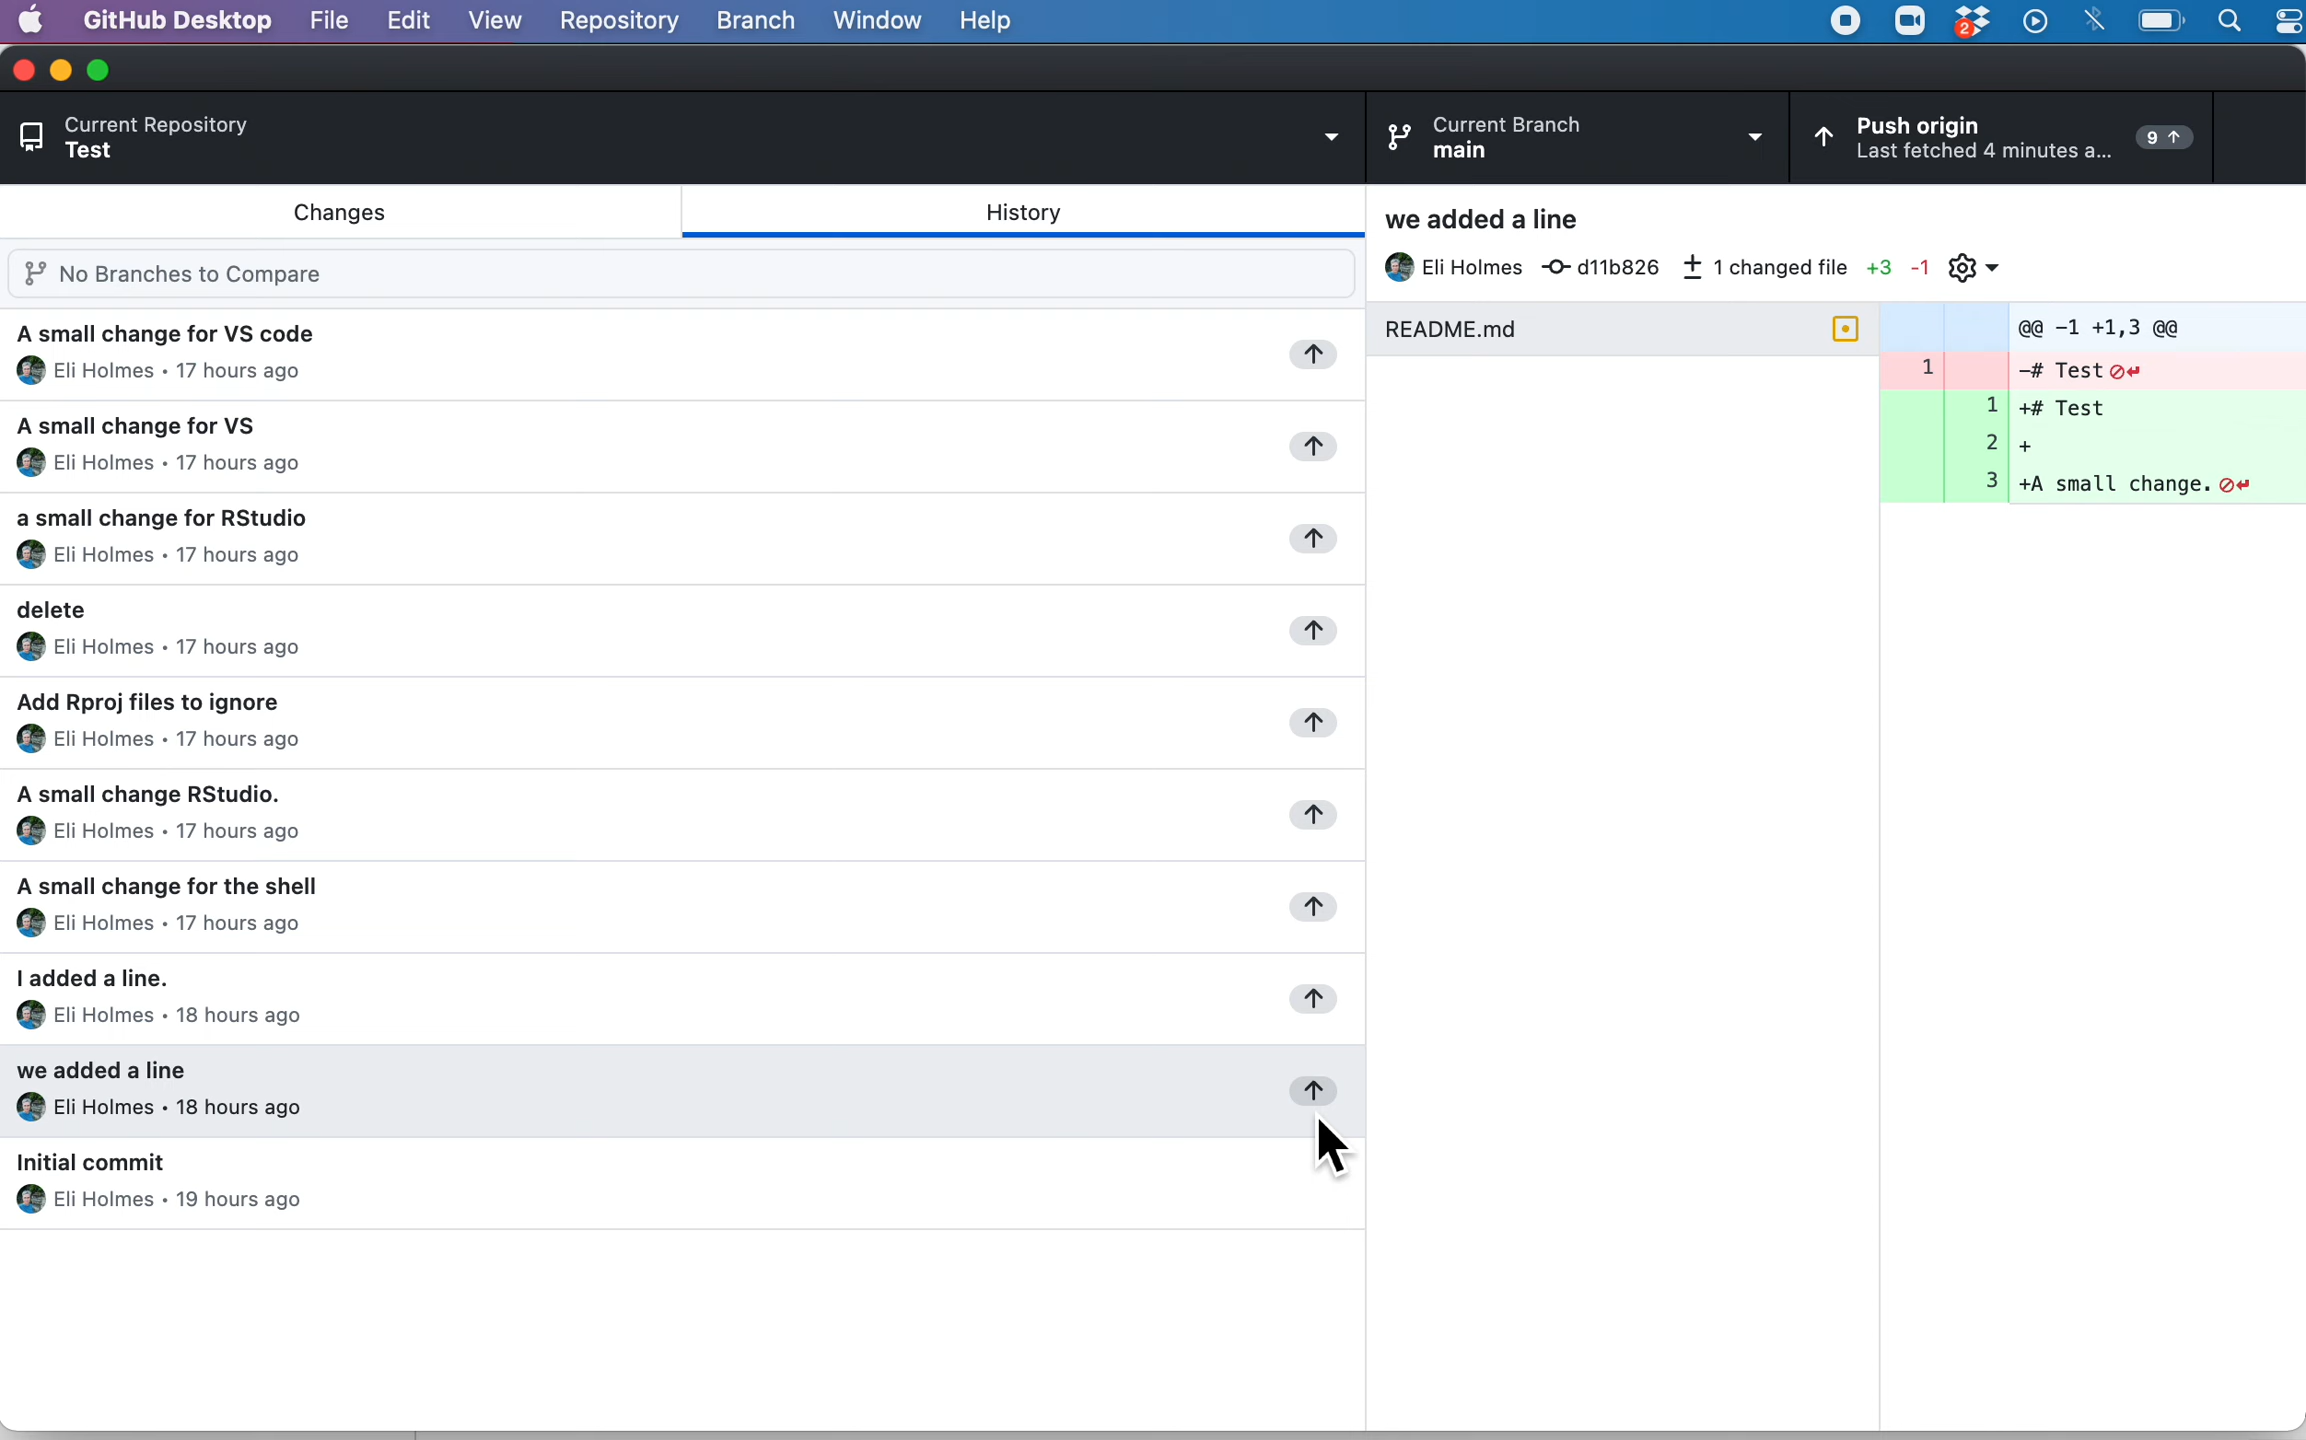 GitHub Desktop File Edit View Repository Branch Window Help
2
Current Repository
Test
Current Branch
main
Push origin
Last fetched 4 minutes a...
9
Changes
History
No Branches to Compare
A small change for VS code
Eli Holmes • 17 hours ago
A small change for VS
Eli Holmes • 17 hours ago
a small change for RStudio
Eli Holmes • 17 hours ago
delete
Eli Holmes • 17 hours ago
Add Rproj files to ignore
Eli Holmes • 17 hours ago
A small change RStudio.
Eli Holmes • 17 hours ago
A small change for the shell
Eli Holmes • 17 hours ago
I added a line.
Eli Holmes • 18 hours ago
we added a line
Eli Holmes • 18 hours ago
Initial commit
Eli Holmes • 19 hours ago
we added a line
Eli Holmes d11b826 1 changed file +3 -1
README.md
@@ -1 +1,3 @@
1 -# Test
1 +# Test
2 +
3 +A small change.